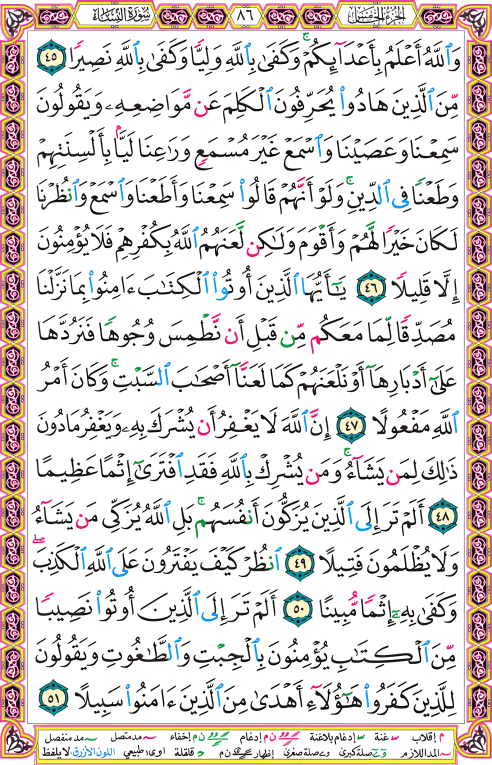 الجزء الخامس ٨٦ سورة النساء
وَٱللَّهُ أَعْلَمُ بِأَعْدَآئِكُمْ ۚ وَكَفَىٰ بِٱللَّهِ وَلِيًّا وَكَفَىٰ بِٱللَّهِ نَصِيرًا ٤٥
مِّنَ ٱلَّذِينَ هَادُوا۟ يُحَرِّفُونَ ٱلْكَلِمَ عَن مَّوَاضِعِهِۦ وَيَقُولُونَ
سَمِعْنَا وَعَصَيْنَا وَٱسْمَعْ غَيْرَ مُسْمَعٍ وَرَٰعِنَا لَيًّۢا بِأَلْسِنَتِهِمْ
وَطَعْنًا فِى ٱلدِّينِ ۚ وَلَوْ أَنَّهُمْ قَالُوا۟ سَمِعْنَا وَأَطَعْنَا وَٱسْمَعْ وَٱنظُرْنَا
لَكَانَ خَيْرًا لَّهُمْ وَأَقْوَمَ وَلَـٰكِن لَّعَنَهُمُ ٱللَّهُ بِكُفْرِهِمْ فَلَا يُؤْمِنُونَ
إِلَّا قَلِيلًا ٤٦ يَـٰٓأَيُّهَا ٱلَّذِينَ أُوتُوا۟ ٱلْكِتَـٰبَ ءَامِنُوا۟ بِمَا نَزَّلْنَا
مُصَدِّقًا لِّمَا مَعَكُم مِّن قَبْلِ أَن نَّطْمِسَ وُجُوهًا فَنَرُدَّهَا
عَلَىٰٓ أَدْبَارِهَآ أَوْ نَلْعَنَهُمْ كَمَا لَعَنَّآ أَصْحَـٰبَ ٱلسَّبْتِ ۚ وَكَانَ أَمْرُ
ٱللَّهِ مَفْعُولًا ٤٧ إِنَّ ٱللَّهَ لَا يَغْفِرُ أَن يُشْرَكَ بِهِۦ وَيَغْفِرُ مَا دُونَ
ذَٰلِكَ لِمَن يَشَآءُ ۚ وَمَن يُشْرِكْ بِٱللَّهِ فَقَدِ ٱفْتَرَىٰٓ إِثْمًا عَظِيمًا
٤٨ أَلَمْ تَرَ إِلَى ٱلَّذِينَ يُزَكُّونَ أَنفُسَهُم ۚ بَلِ ٱللَّهُ يُزَكِّى مَن يَشَآءُ
وَلَا يُظْلَمُونَ فَتِيلًا ٤٩ ٱنظُرْ كَيْفَ يَفْتَرُونَ عَلَى ٱللَّهِ ٱلْكَذِبَ ۖ
وَكَفَىٰ بِهِۦٓ إِثْمًا مُّبِينًا ٥٠ أَلَمْ تَرَ إِلَى ٱلَّذِينَ أُوتُوا۟ نَصِيبًا
مِّنَ ٱلْكِتَـٰبِ يُؤْمِنُونَ بِٱلْجِبْتِ وَٱلطَّـٰغُوتِ وَيَقُولُونَ
لِلَّذِينَ كَفَرُوا۟ هَـٰٓؤُلَآءِ أَهْدَىٰ مِنَ ٱلَّذِينَ ءَامَنُوا۟ سَبِيلًا ٥١
م إقلاب غنة إدغام بلاغنة ن م إدغام ن م إخفاء مد متصل مد منفصل
المد اللازم صلة كبرى صلة صغرى إظهار ن م قلقلة طبيعي اللون الأزرق لا يلفظ